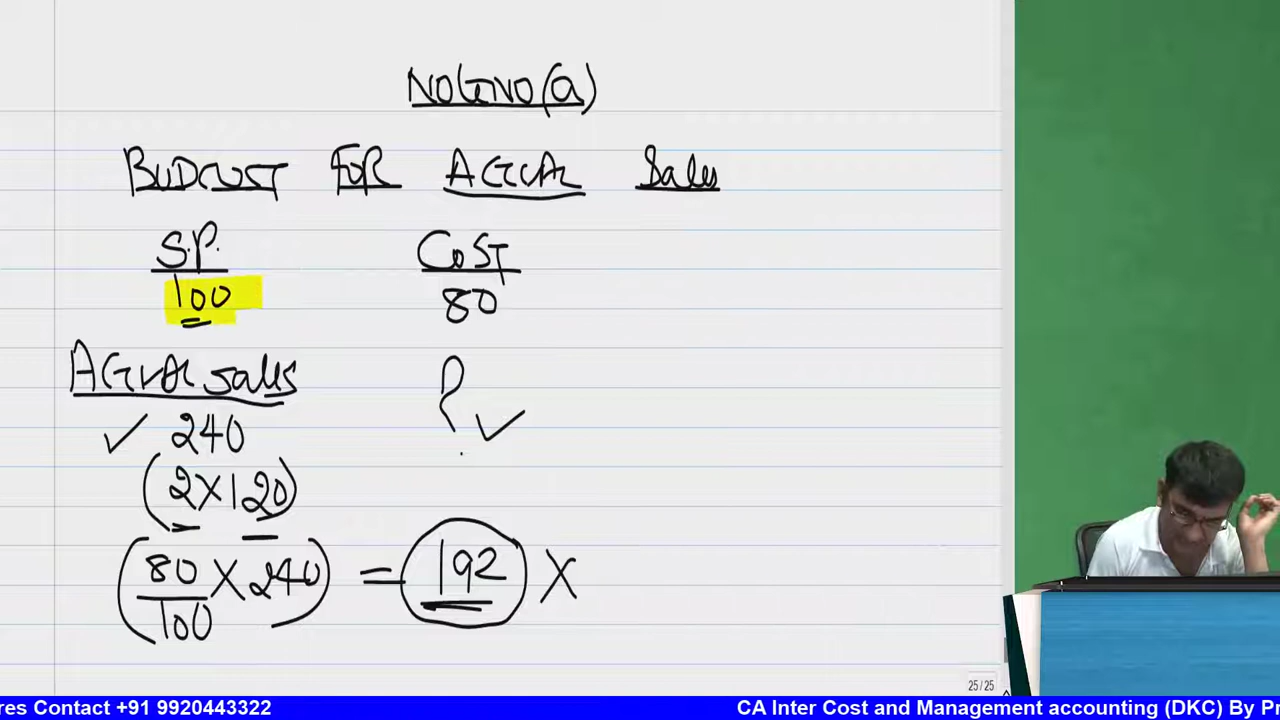 NOTE NO (a)
BUDCOST FOR ACTUAL Sales
S.P. COST
100 80
ACTUAL Sales ?
✓ 240 ✓
(2X120)
(80/100 X 240) = 192 X
25/25
res Contact +91 9920443322 CA Inter Cost and Management accounting (DKC) By Pr